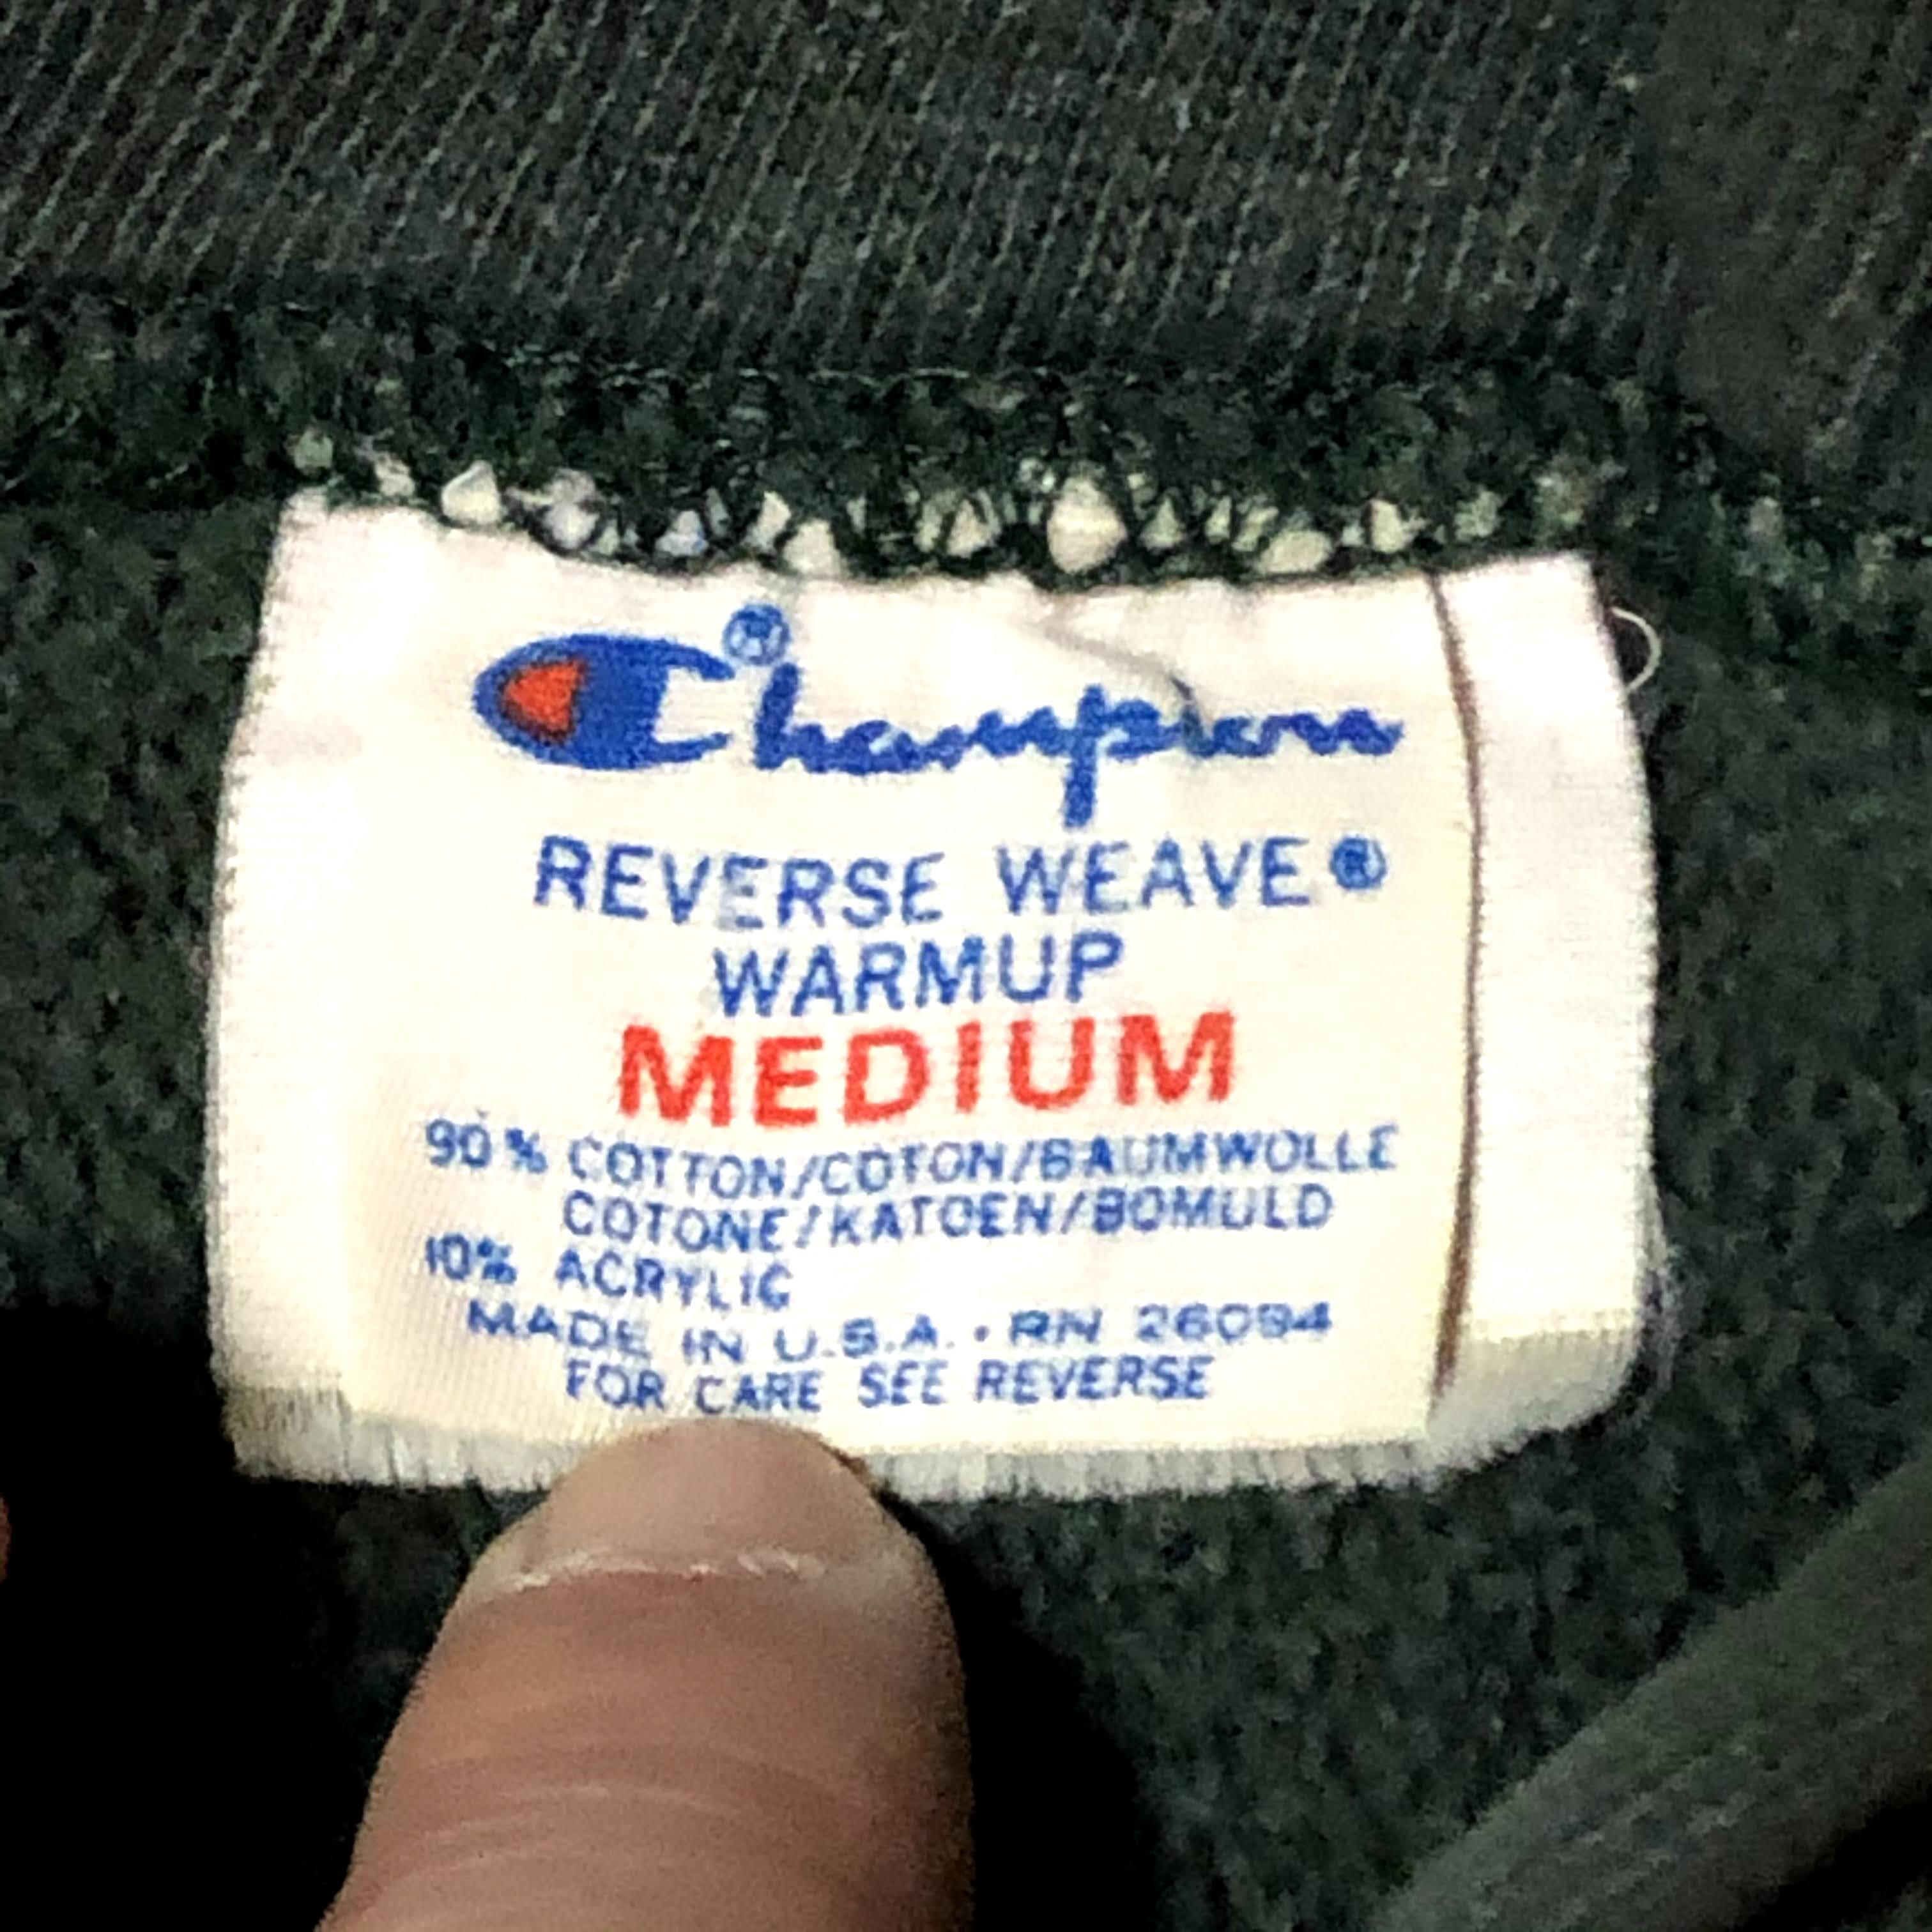 Champion®
REVERSE WEAVE®
WARMUP
MEDIUM
90% COTTON/COTON/BAUMWOLLE
COTONE/KATOEN/BOMULD
10% ACRYLIC
MADE IN U.S.A. • RN 26094
FOR CARE SEE REVERSE